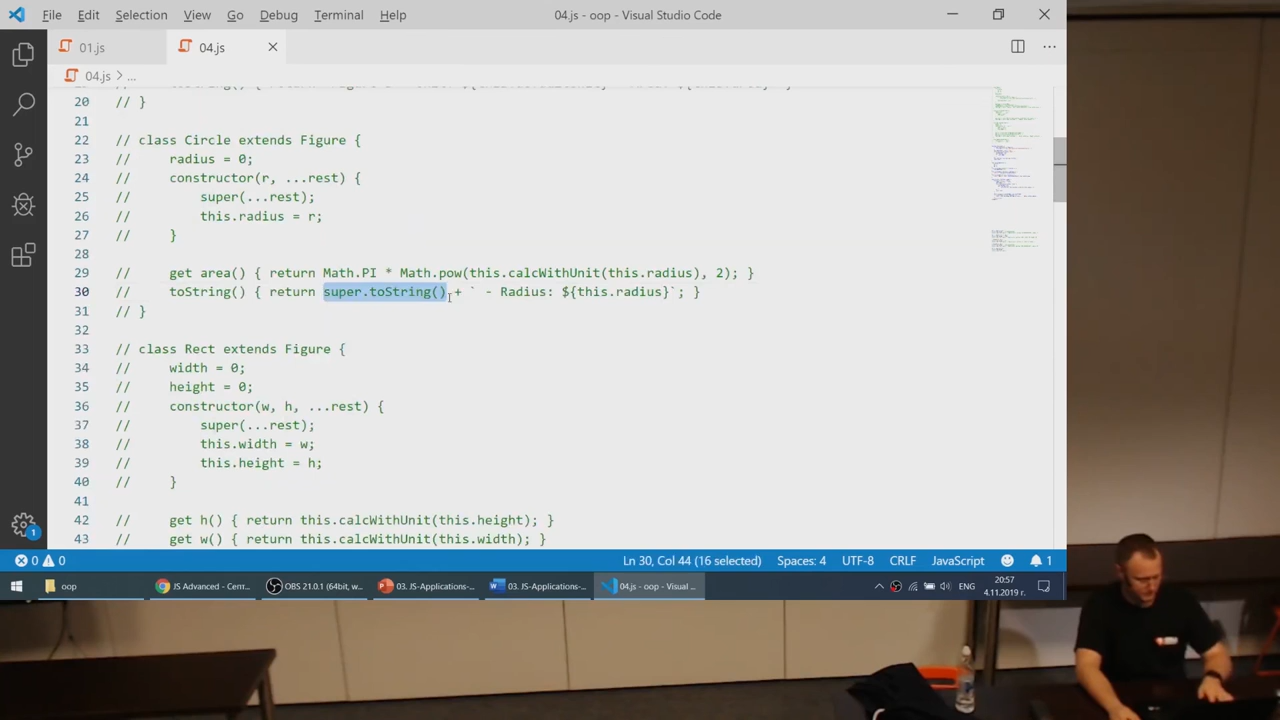 File Edit Selection View Go Debug Terminal Help 04.js - oop - Visual Studio Code
01.js 04.js
04.js > ...
20 // }
21
22 // class Circle extends Figure {
23 // radius = 0;
24 // constructor(r, ...rest) {
25 // super(...rest);
26 // this.radius = r;
27 // }
28
29 // get area() { return Math.PI * Math.pow(this.calcWithUnit(this.radius), 2); }
30 // toString() { return super.toString() + ` - Radius: ${this.radius}`; }
31 // }
32
33 // class Rect extends Figure {
34 // width = 0;
35 // height = 0;
36 // constructor(w, h, ...rest) {
37 // super(...rest);
38 // this.width = w;
39 // this.height = h;
40 // }
41
42 // get h() { return this.calcWithUnit(this.height); }
43 // get w() { return this.calcWithUnit(this.width); }
1
0 0 Ln 30, Col 44 (16 selected) Spaces: 4 UTF-8 CRLF JavaScript 1
oop JS Advanced - Cent... OBS 21.0.1 (64bit, w... 03. JS-Applications-... 03. JS-Applications-... 04.js - oop - Visual ... ENG 20:57
4.11.2019 г.